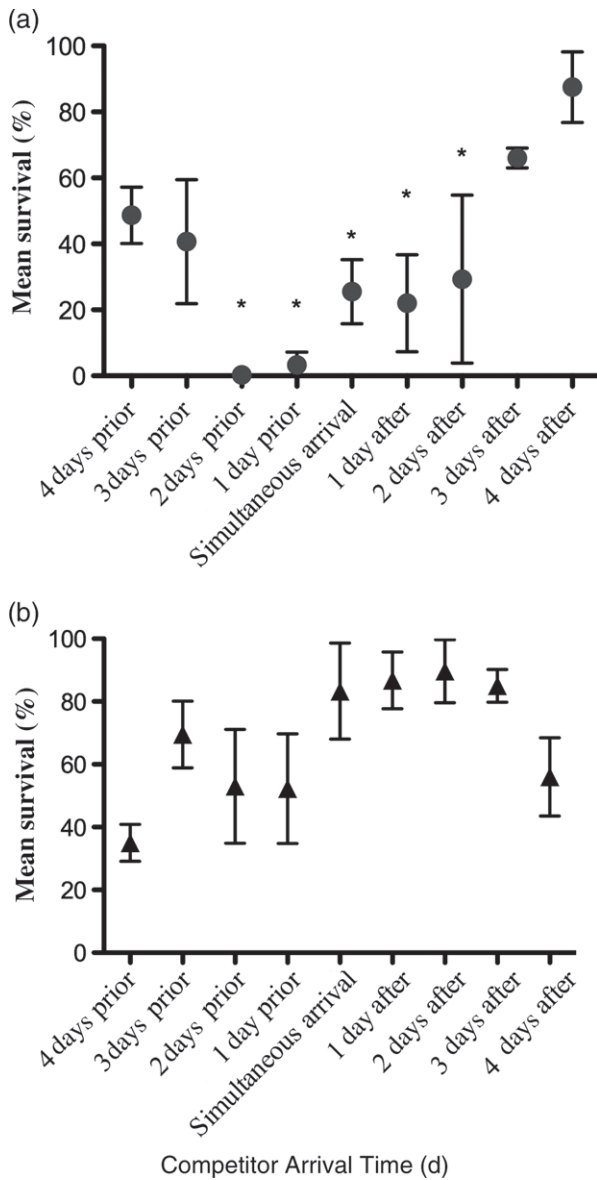 (a)
100
80
60
40
20
0
Mean survival (%)
* * * * *
4 days prior
3 days prior
2 days prior
1 day prior
Simultaneous arrival
1 day after
2 days after
3 days after
4 days after
(b)
100
80
60
40
20
0
Mean survival (%)
4 days prior
3days prior
2 days prior
1 day prior
Simultaneous arrival
1 day after
2 days after
3 days after
4 days after
Competitor Arrival Time (d)